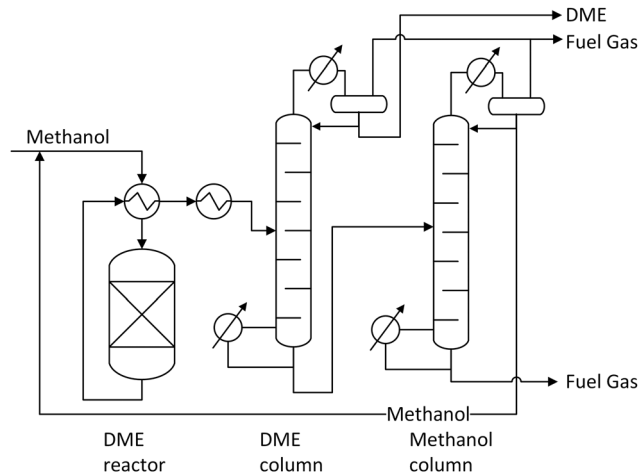 DME
Fuel Gas
Methanol
Fuel Gas
Methanol
DME
reactor
DME
column
Methanol
column